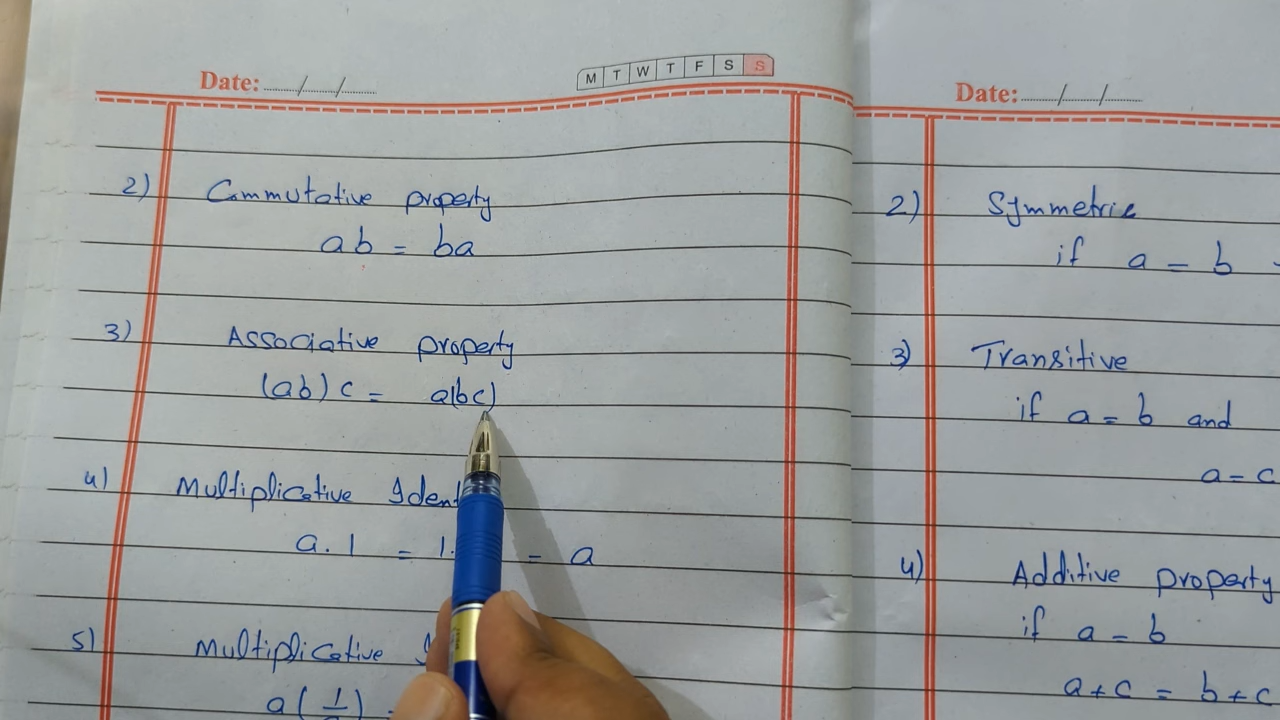 Date: ....../....../......
M T W T F S S
2) Commutative property
ab = ba
3) Associative property
(ab)c = a(bc)
4) Multiplicative
a.1 = 1. = a
5) Multiplicative
Date: ....../....../......
2) Symmetric
if a = b
3) Transitive
if a = b and
a = c
4) Additive property
if a = b
a+c = b+c